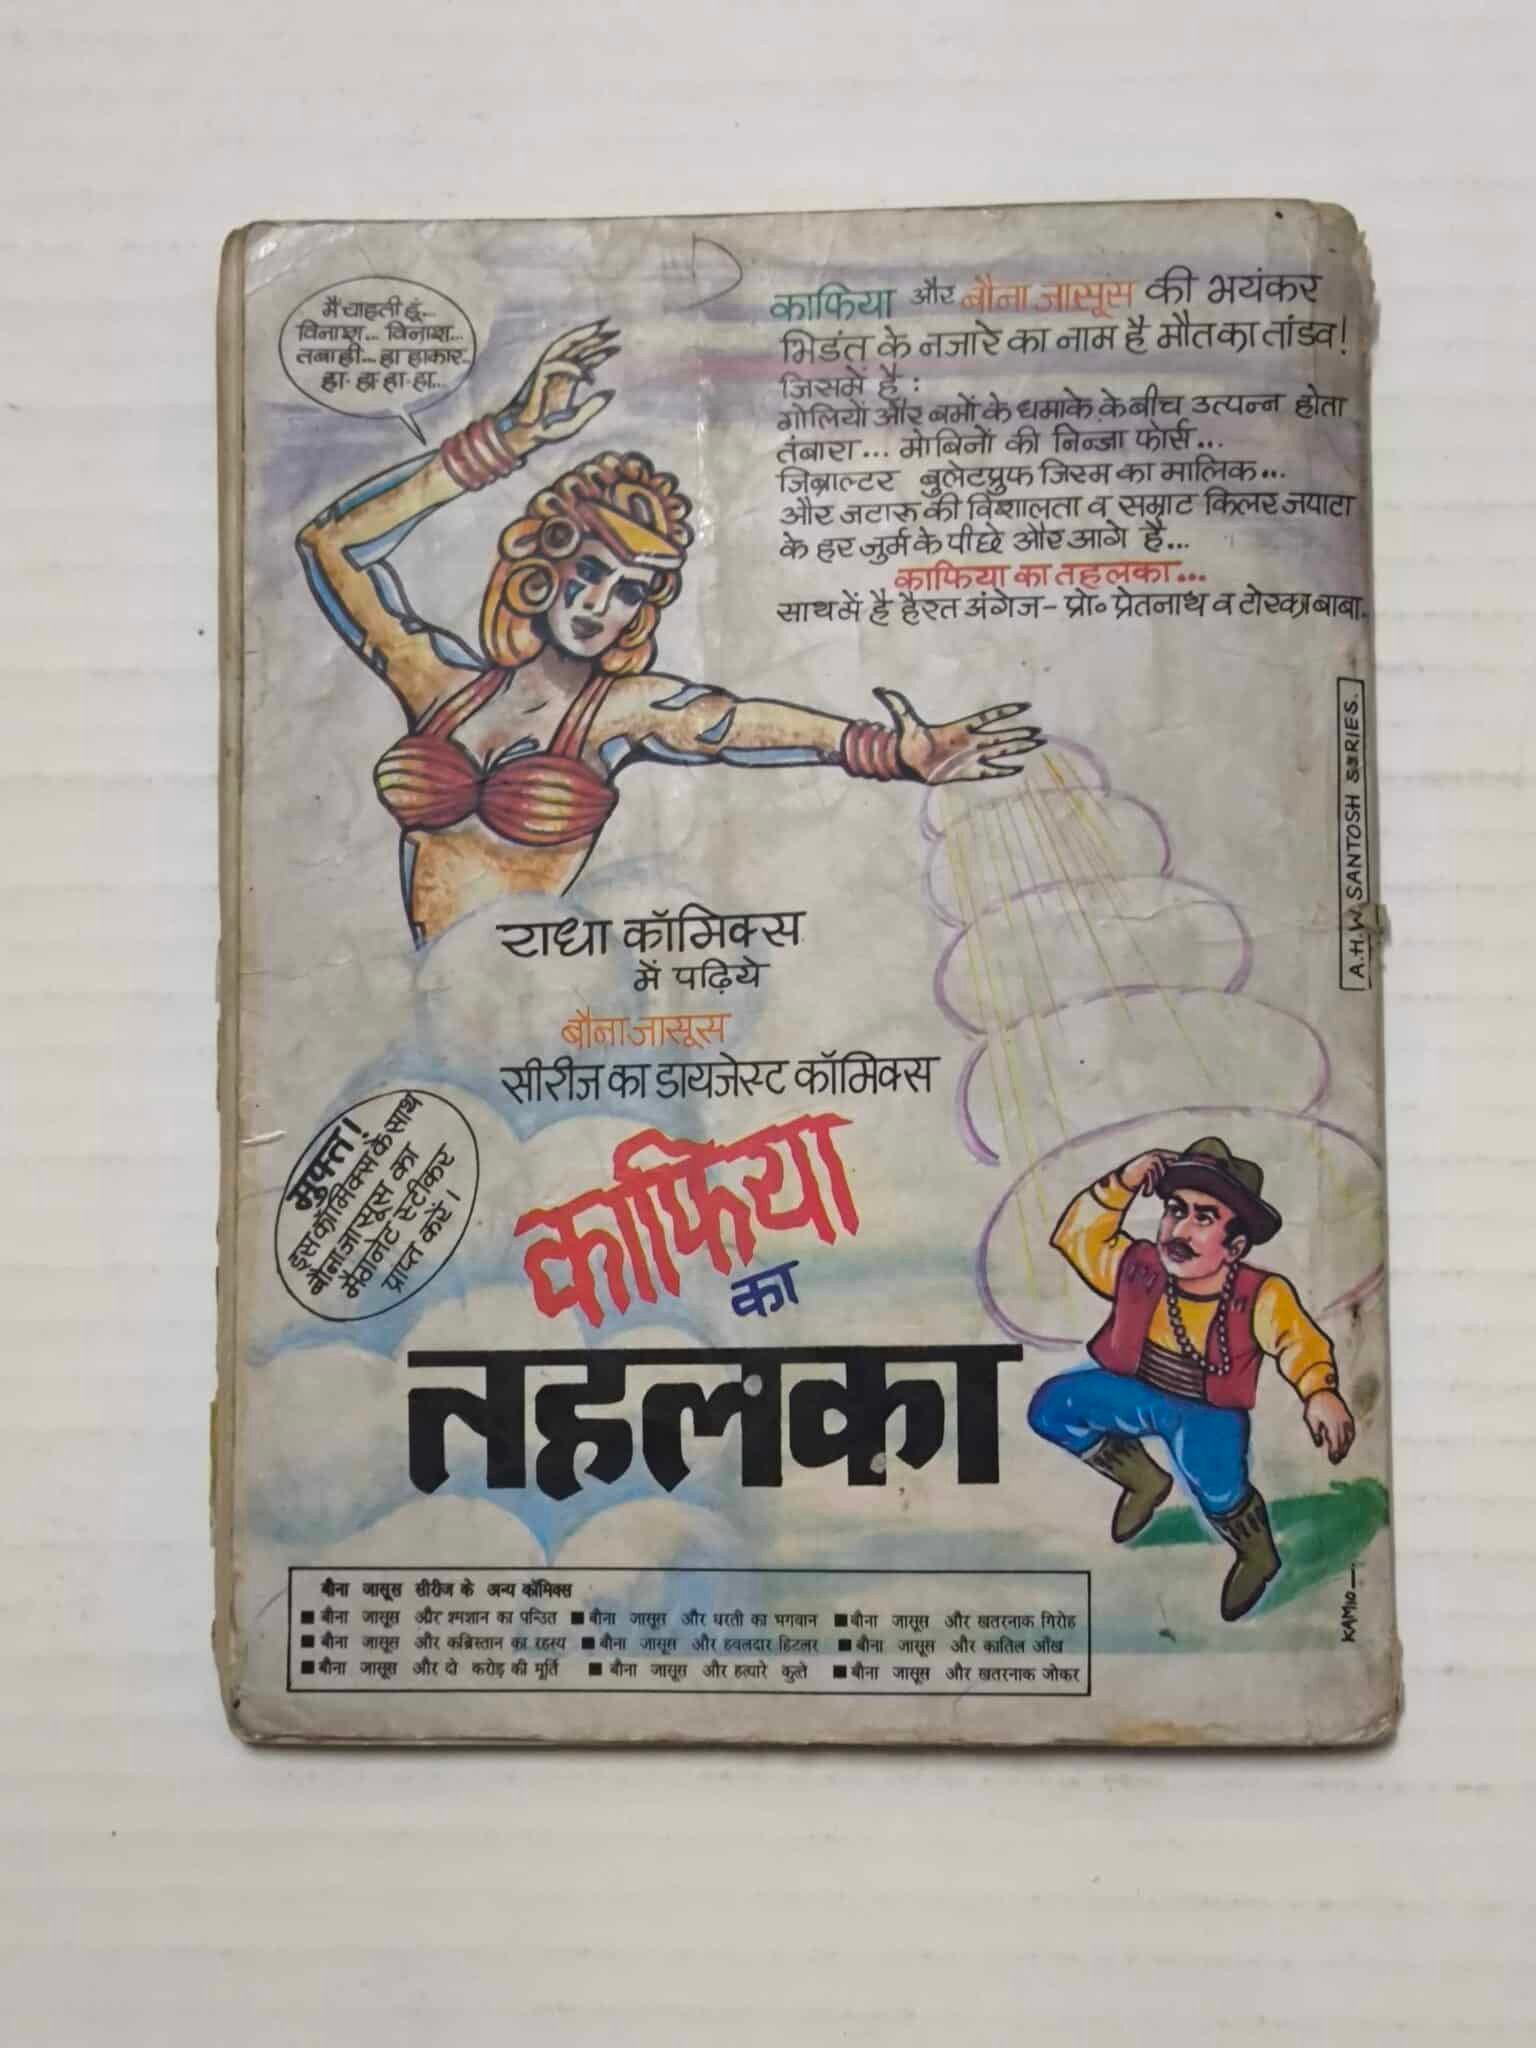 मैं चाहती हूँ...
विनाश... विनाश...
तबाही... हा हाकार..
हा-हा-हा-हा...
काफिया और बौना जासूस की भयंकर
भिडंत के नजारे का नाम है मौत का तांडव!
जिसमें है :
गोलियों और बमों के धमाके के बीच उत्पन्न होता
तंबारा... मोबिनों की निन्जा फोर्स...
जिब्राल्टर बुलेटप्रुफ जिस्म का मालिक...
और जटारू की विशालता व सम्राट किलर जपाटा
के हर जुर्म के पीछे और आगे है...
काफिया का तहलका...
साथ में है हैरत अंगेज- प्रो॰ प्रेतनाथ व टोरका बाबा.
A.H.W. SANTOSH SERIES.
राधा कॉमिक्स
में पढ़िये
बौना जासूस
सीरीज का डायजेस्ट कॉमिक्स
मुफ्त!
इस कॉमिक्स के साथ
बौना जासूस का
मैगनेट स्टीकर
प्राप्त करें।
काफिया
का
तहलका
KAMIO
बौना जासूस सीरीज के अन्य कॉमिक्स
■ बौना जासूस और श्मशान का पन्डित ■ बौना जासूस और धरती का भगवान ■ बौना जासूस और खतरनाक गिरोह
■ बौना जासूस और कब्रिस्तान का रहस्य ■ बौना जासूस और हवलदार हिटलर ■ बौना जासूस और कातिल आँख
■ बौना जासूस और दो करोड़ की मूर्ति ■ बौना जासूस और हत्यारे कुत्ते ■ बौना जासूस और खतरनाक जोकर